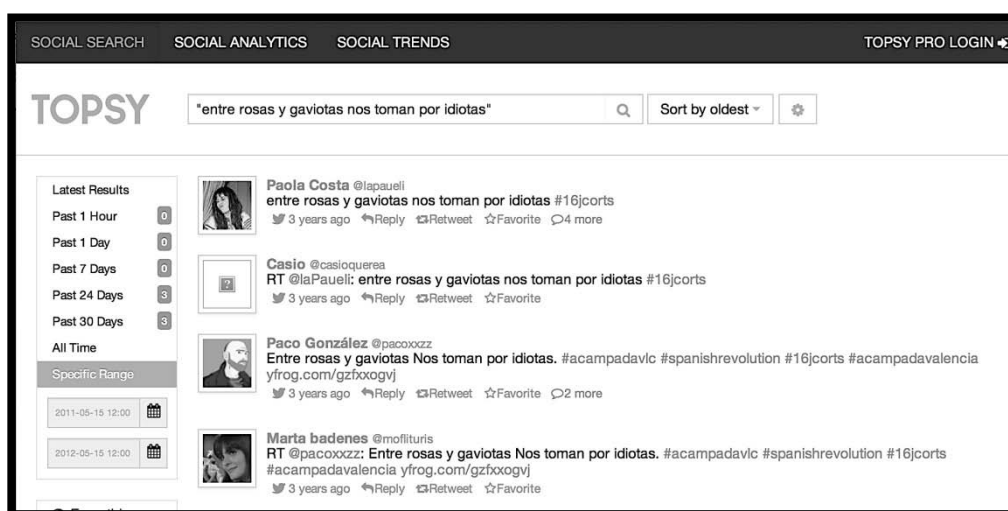 SOCIAL SEARCH SOCIAL ANALYTICS SOCIAL TRENDS TOPSY PRO LOGIN
TOPSY
"entre rosas y gaviotas nos toman por idiotas"
Sort by oldest
Latest Results
Past 1 Hour 0
Past 1 Day 0
Past 7 Days 0
Past 24 Days 3
Past 30 Days 3
All Time
Specific Range
2011-05-15 12:00
2012-05-15 12:00
Paola Costa @lapaueli
entre rosas y gaviotas nos toman por idiotas #16jcorts
3 years ago Reply Retweet Favorite 4 more
Casio @casioquerea
RT @laPaueli: entre rosas y gaviotas nos toman por idiotas #16jcorts
3 years ago Reply Retweet Favorite
Paco González @pacoxxzz
Entre rosas y gaviotas Nos toman por idiotas. #acampadavlc #spanishrevolution #16jcorts #acampadavalencia
yfrog.com/gzfxxogvj
3 years ago Reply Retweet Favorite 2 more
Marta badenes @moflituris
RT @pacoxxzz: Entre rosas y gaviotas Nos toman por idiotas. #acampadavlc #spanishrevolution #16jcorts
#acampadavalencia yfrog.com/gzfxxogvj
3 years ago Reply Retweet Favorite